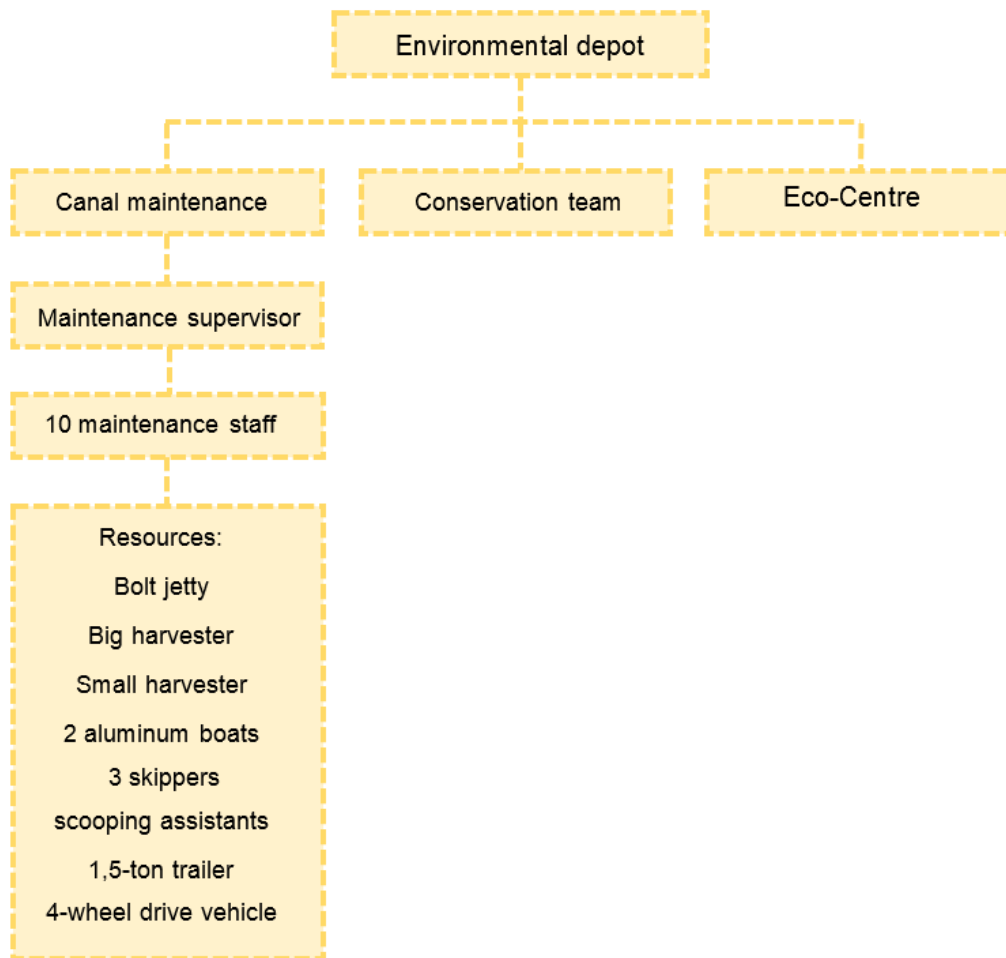 Environmental depot
Canal maintenance
Conservation team
Eco-Centre
Maintenance supervisor
10 maintenance staff
Resources:
Bolt jetty
Big harvester
Small harvester
2 aluminum boats
3 skippers
scooping assistants
1,5-ton trailer
4-wheel drive vehicle